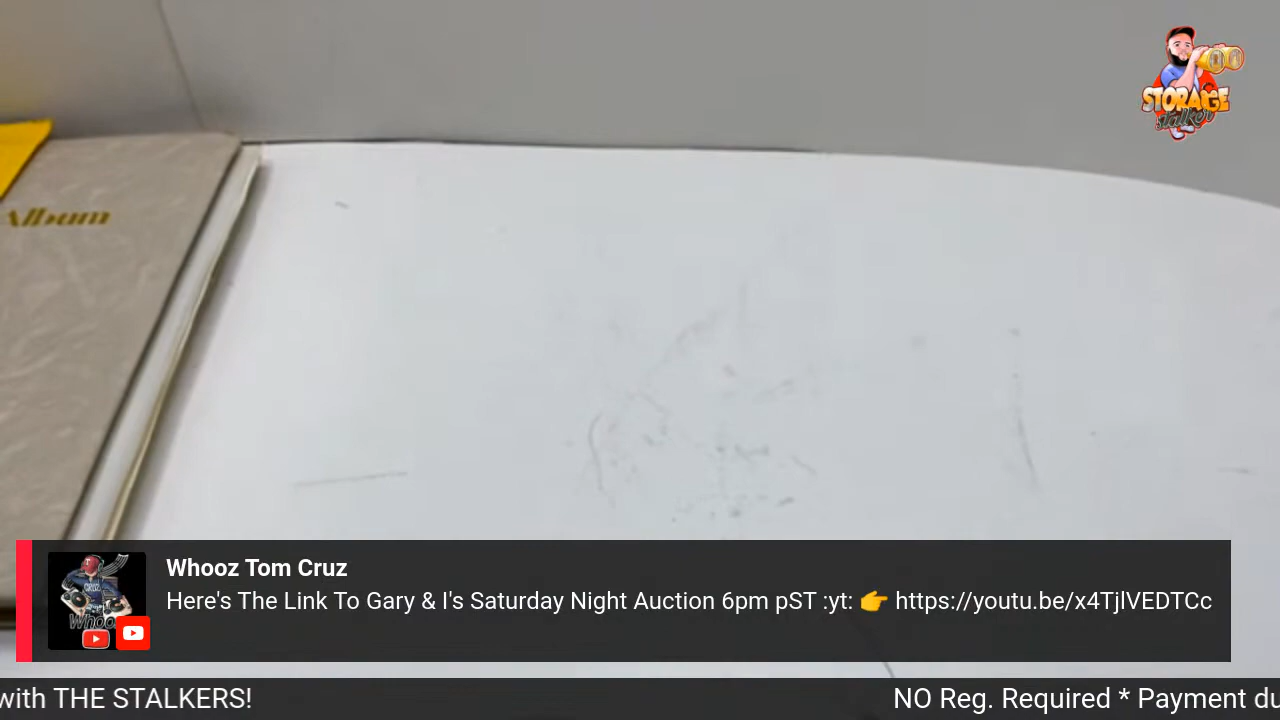 STORAGE
stalker
Album
Whooz Tom Cruz
Here's The Link To Gary & I's Saturday Night Auction 6pm pST :yt: 👉 https://youtu.be/x4TjlVEDTCc
Whooz
with THE STALKERS!
NO Reg. Required * Payment du